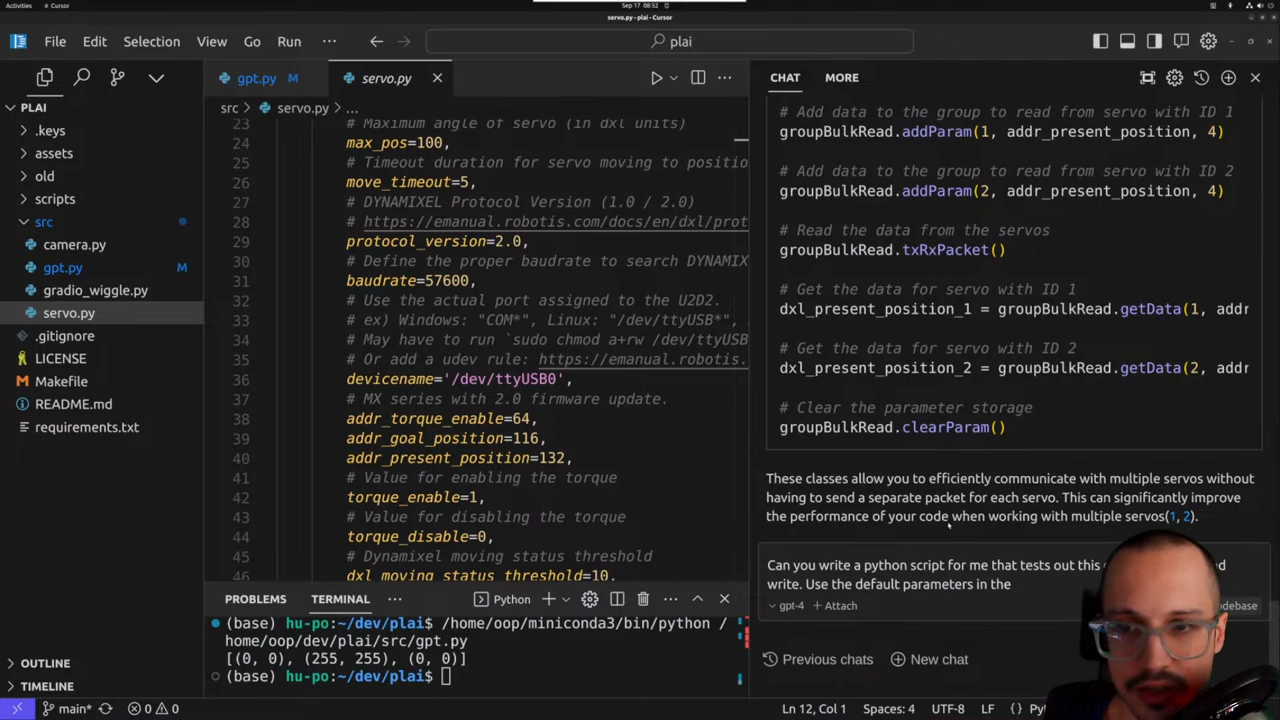 Activities
Cursor
Sep 17 08:52
servo.py - plai - Cursor
File Edit Selection View Go Run ···
plai
gpt.py M
servo.py
CHAT MORE
PLAI
.keys
assets
old
scripts
src
camera.py
gpt.py M
gradio_wiggle.py
servo.py
.gitignore
LICENSE
Makefile
README.md
requirements.txt
OUTLINE
TIMELINE
src > servo.py > ...
23 # Maximum angle of servo (in dxl units)
24 max_pos=100,
25 # Timeout duration for servo moving to positio
26 move_timeout=5,
27 # DYNAMIXEL Protocol Version (1.0 / 2.0)
28 # https://emanual.robotis.com/docs/en/dxl/prot
29 protocol_version=2.0,
30 # Define the proper baudrate to search DYNAMIX
31 baudrate=57600,
32 # Use the actual port assigned to the U2D2.
33 # ex) Windows: "COM*", Linux: "/dev/ttyUSB*",
34 # May have to run `sudo chmod a+rw /dev/ttyUSB
35 # Or add a udev rule: https://emanual.robotis.
36 devicename='/dev/ttyUSB0',
37 # MX series with 2.0 firmware update.
38 addr_torque_enable=64,
39 addr_goal_position=116,
40 addr_present_position=132,
41 # Value for enabling the torque
42 torque_enable=1,
43 # Value for disabling the torque
44 torque_disable=0,
45 # Dynamixel moving status threshold
46 dxl_moving_status_threshold=10,
PROBLEMS TERMINAL ··· Python
(base) hu-po:~/dev/plai$ /home/oop/miniconda3/bin/python /
home/oop/dev/plai/src/gpt.py
[(0, 0), (255, 255), (0, 0)]
(base) hu-po:~/dev/plai$
# Add data to the group to read from servo with ID 1
groupBulkRead.addParam(1, addr_present_position, 4)
# Add data to the group to read from servo with ID 2
groupBulkRead.addParam(2, addr_present_position, 4)
# Read the data from the servos
groupBulkRead.txRxPacket()
# Get the data for servo with ID 1
dxl_present_position_1 = groupBulkRead.getData(1, addr
# Get the data for servo with ID 2
dxl_present_position_2 = groupBulkRead.getData(2, addr
# Clear the parameter storage
groupBulkRead.clearParam()
These classes allow you to efficiently communicate with multiple servos without
having to send a separate packet for each servo. This can significantly improve
the performance of your code when working with multiple servos(1, 2).
Can you write a python script for me that tests out this
write. Use the default parameters in the
gpt-4 Attach
odebase
Previous chats New chat
main* 0 0
Ln 12, Col 1 Spaces: 4 UTF-8 LF